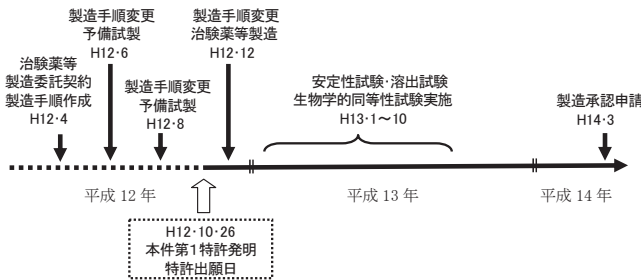 製造手順変更
予備試製
H12･6
製造手順変更
治験薬等製造
H12･12
治験薬等
製造委託契約
製造手順作成
H12･4
製造手順変更
予備試製
H12･8
安定性試験･溶出試験
生物学的同等性試験実施
H13･1～10
製造承認申請
H14･3
平成 12 年
平成 13 年
平成 14 年
H12･10･26
本件第1特許発明
特許出願日